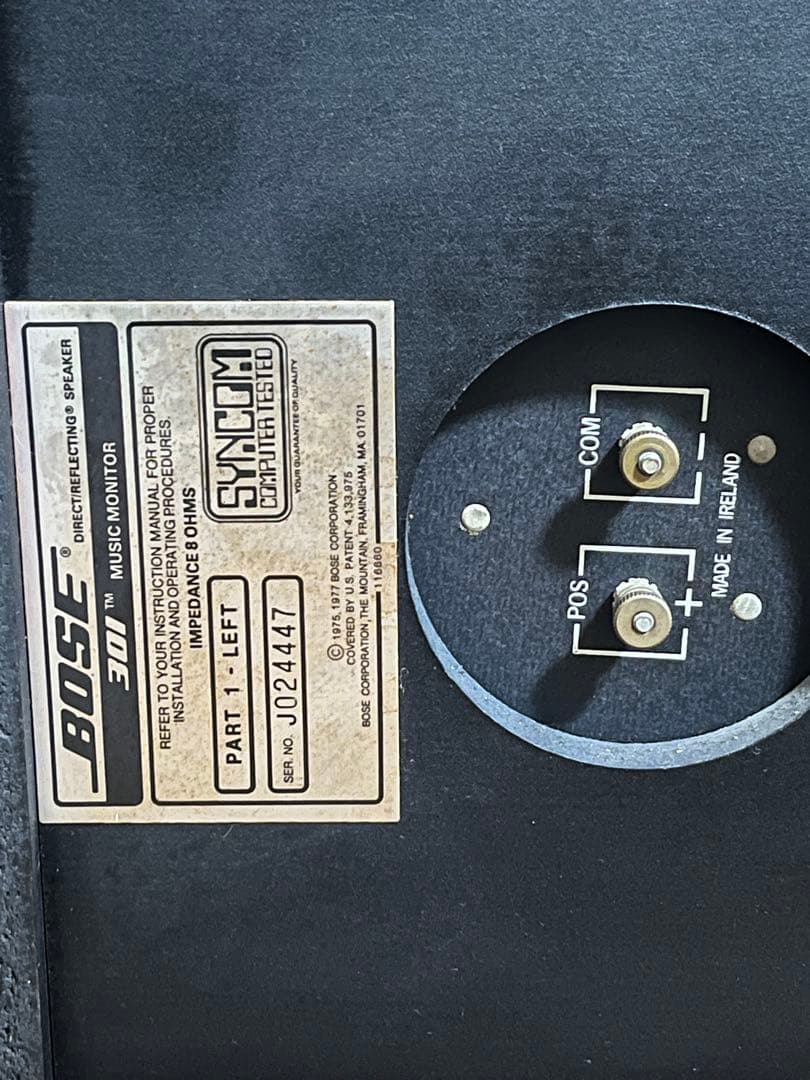 BOSE® DIRECT/REFLECTING® SPEAKER
301™ MUSIC MONITOR
REFER TO YOUR INSTRUCTION MANUAL FOR PROPER
INSTALLATION AND OPERATING PROCEDURES.
IMPEDANCE 8 OHMS
PART 1 - LEFT
SER. NO. J024447
SYNCOM
COMPUTER TESTED
YOUR GUARANTEE OF QUALITY
© 1975, 1977 BOSE CORPORATION
COVERED BY U.S. PATENT 4,133,975
BOSE CORPORATION, THE MOUNTAIN, FRAMINGHAM, MA. 01701
116660
POS
+
COM
-
MADE IN IRELAND